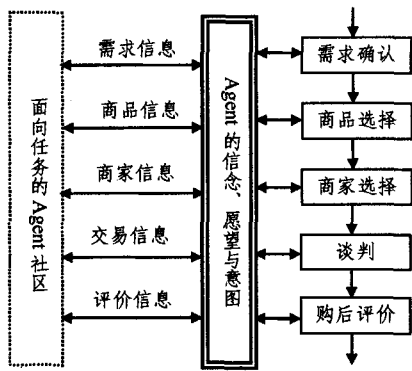 面向任务的Agent社区
需求信息
商品信息
商家信息
交易信息
评价信息
Agent的信念、愿望与意图
需求确认
商品选择
商家选择
谈判
购后评价